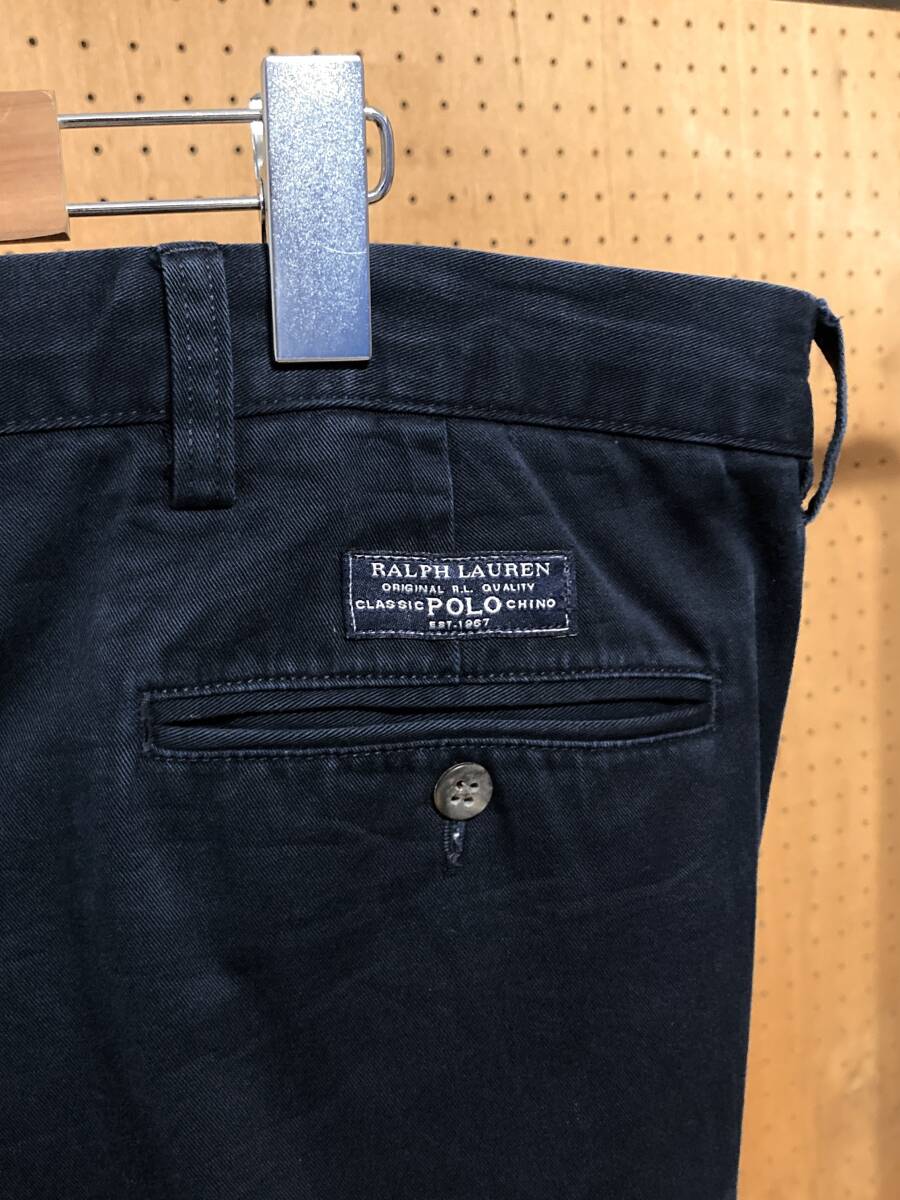 RALPH LAUREN
ORIGINAL R.L. QUALITY
CLASSIC POLO CHINO
EST. 1967